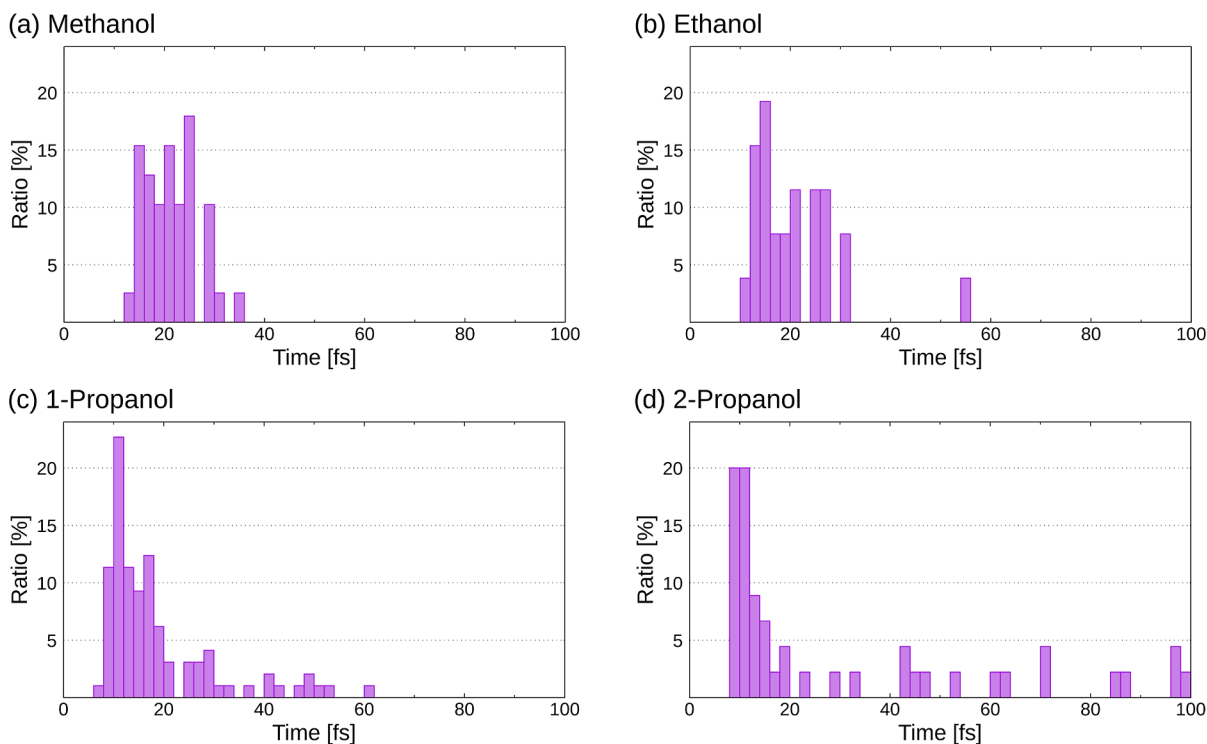 (a) Methanol
Ratio [%]
20
15
10
5
0 20 40 60 80 100
Time [fs]
(b) Ethanol
Ratio [%]
20
15
10
5
0 20 40 60 80 100
Time [fs]
(c) 1-Propanol
Ratio [%]
20
15
10
5
0 20 40 60 80 100
Time [fs]
(d) 2-Propanol
Ratio [%]
20
15
10
5
0 20 40 60 80 100
Time [fs]